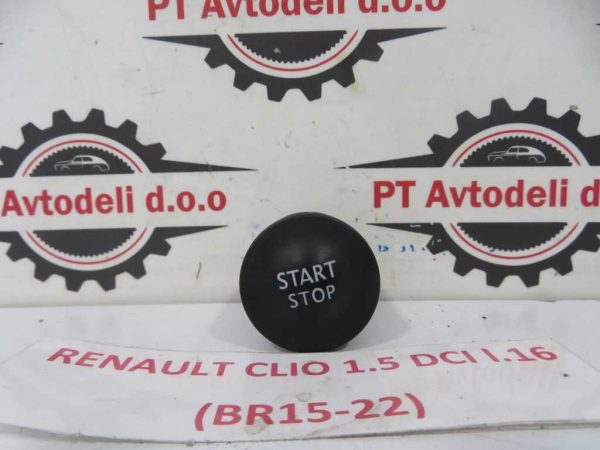 PT Avtodeli d.o.o
Avtodeli d.o.o
PT Avtodeli d.o.o
START
STOP
RENAULT CLIO 1.5 DCI l.16
(BR15-22)